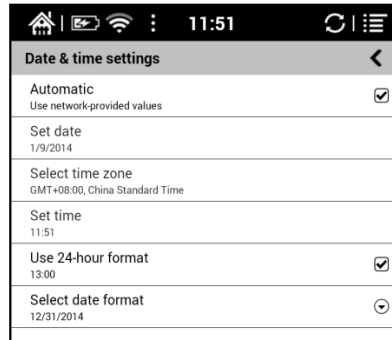 11:51
Date & time settings
Automatic
Use network-provided values
Set date
1/9/2014
Select time zone
GMT+08:00, China Standard Time
Set time
11:51
Use 24-hour format
13:00
Select date format
12/31/2014